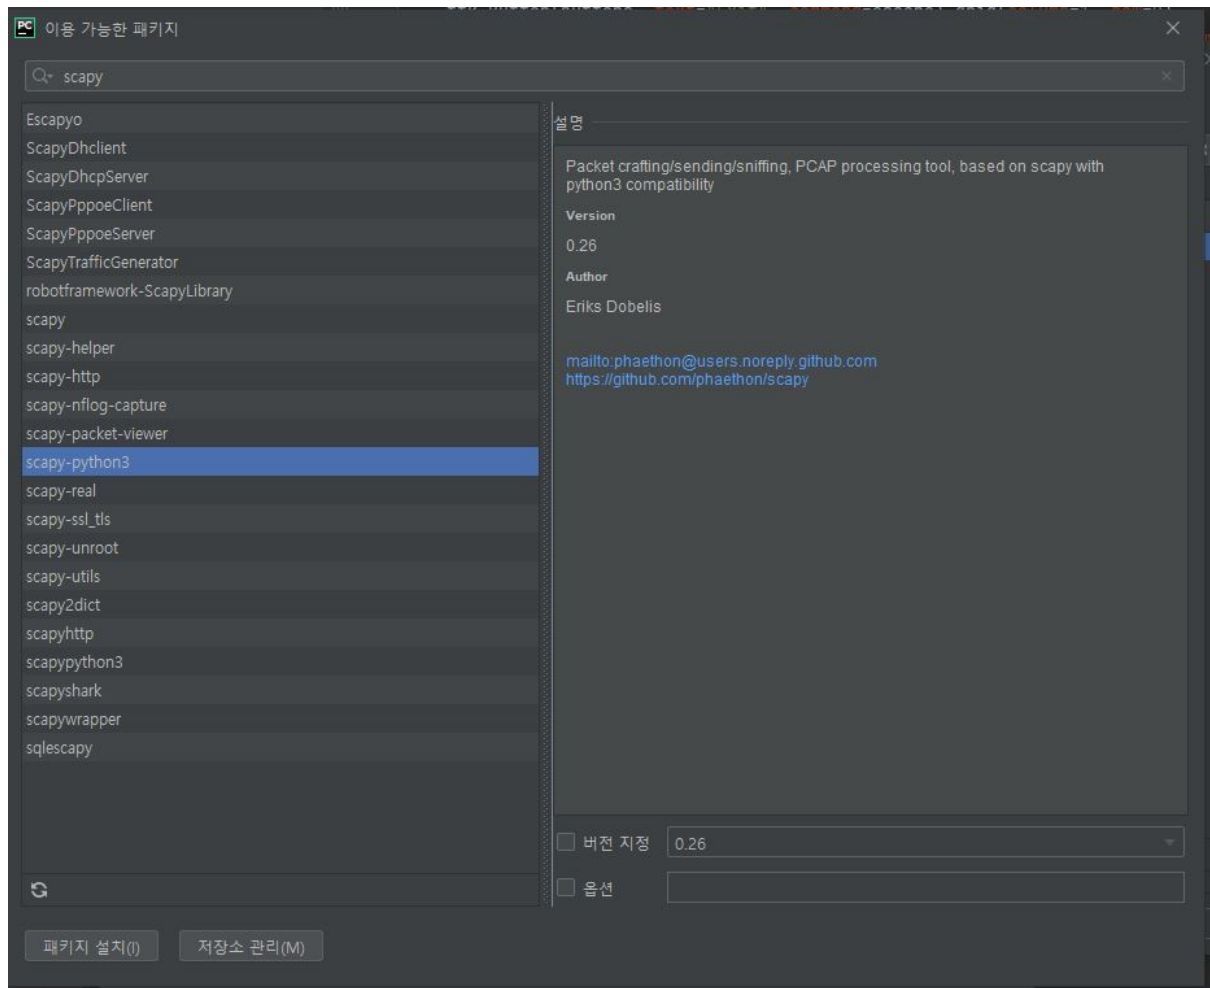 PC 이용 가능한 패키지
scapy
Escapyo
ScapyDhclient
ScapyDhcpServer
ScapyPppoeClient
ScapyPppoeServer
ScapyTrafficGenerator
robotframework-ScapyLibrary
scapy
scapy-helper
scapy-http
scapy-nflog-capture
scapy-packet-viewer
scapy-python3
scapy-real
scapy-ssl_tls
scapy-unroot
scapy-utils
scapy2dict
scapyhttp
scapypython3
scapyshark
scapywrapper
sqlescapy
설명
Packet crafting/sending/sniffing, PCAP processing tool, based on scapy with
python3 compatibility
Version
0.26
Author
Eriks Dobelis
mailto:phaethon@users.noreply.github.com
https://github.com/phaethon/scapy
버전 지정 0.26
옵션
패키지 설치(I) 저장소 관리(M)